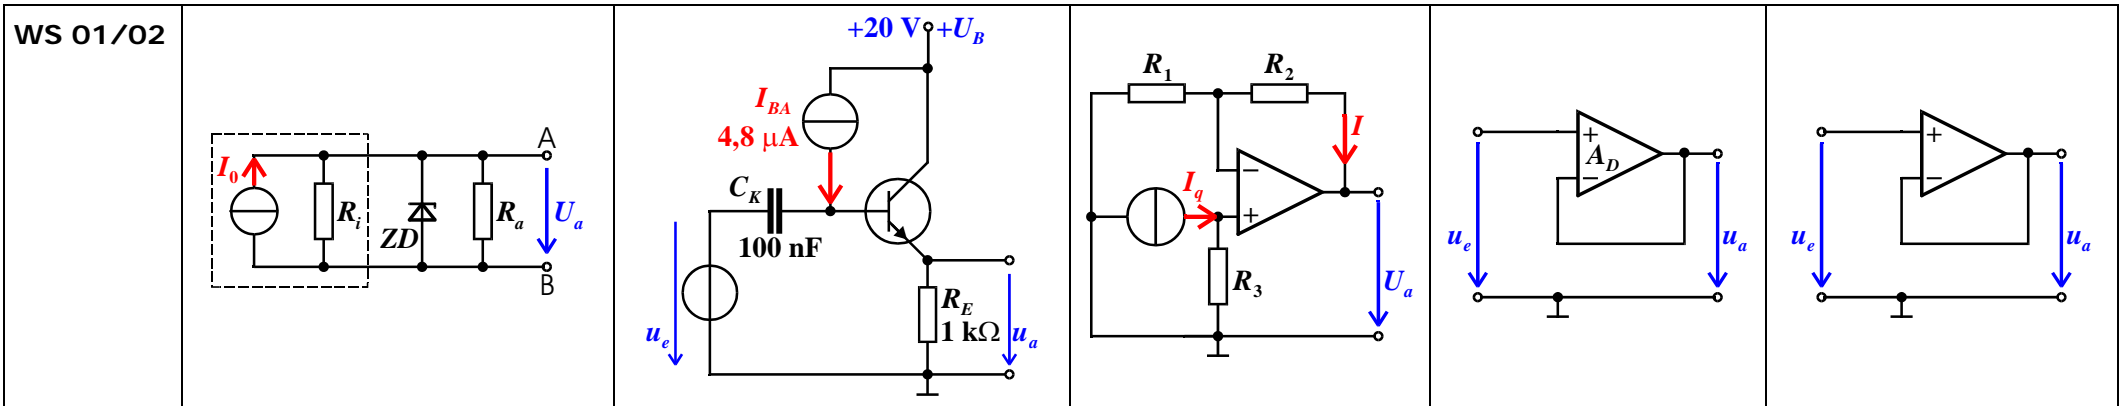 WS 01/02
I0
Ri
ZD
Ra
A
Ua
B
+20 V +UB
IBA
4,8 µA
CK
100 nF
ue
RE
1 kΩ
ua
R1
R2
I
Iq
−
+
R3
Ua
+
AD
−
ue
ua
+
−
ue
ua